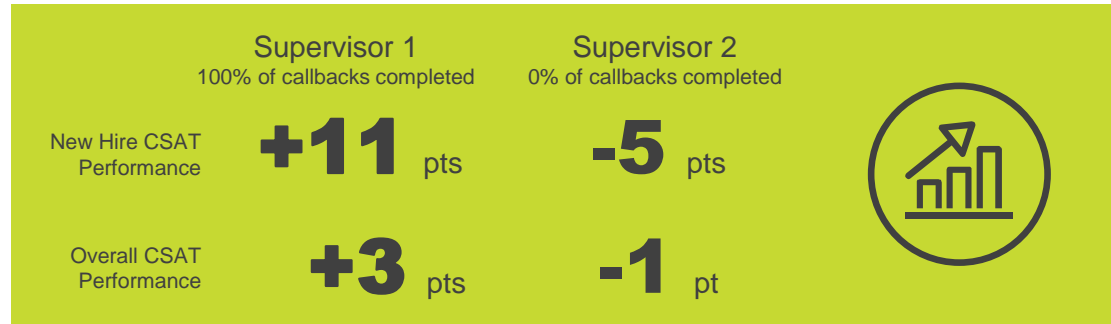 Supervisor 1
100% of callbacks completed
Supervisor 2
0% of callbacks completed
New Hire CSAT
Performance
+11 pts
-5 pts
Overall CSAT
Performance
+3 pts
-1 pt